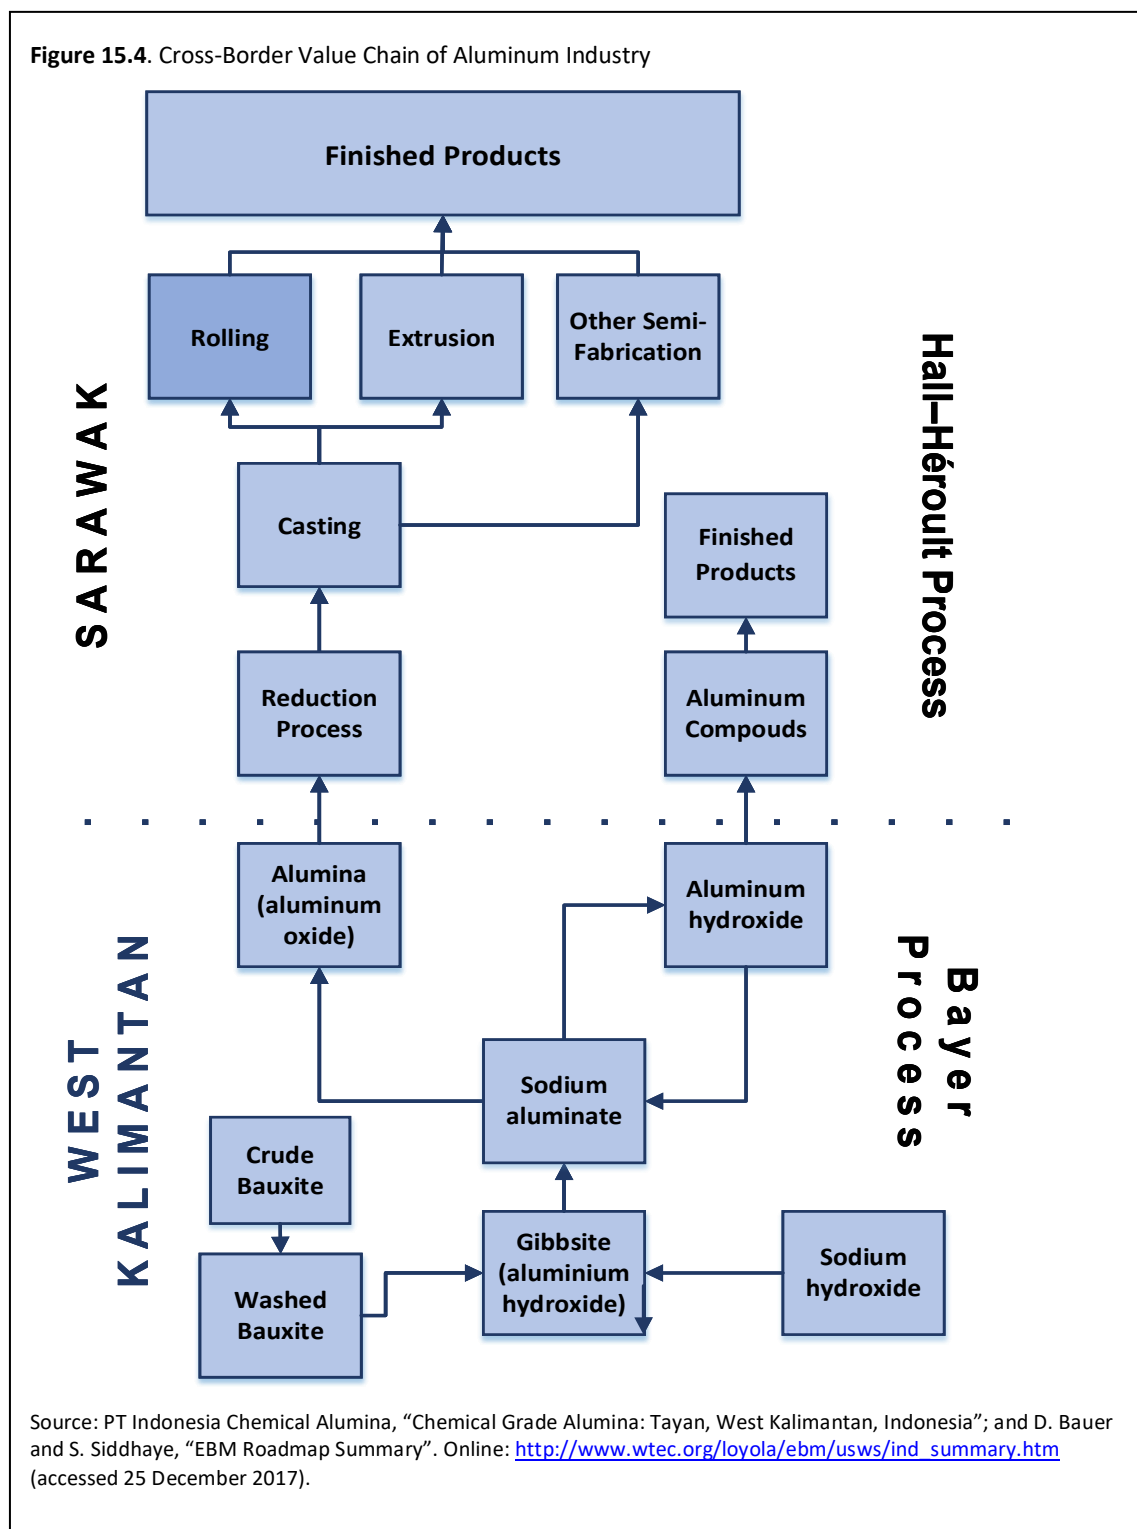 Figure 15.4. Cross-Border Value Chain of Aluminum Industry
Finished Products
Rolling
Extrusion
Other Semi-
Fabrication
SARAWAK
Hall–Héroult Process
Casting
Finished
Products
Reduction
Process
Aluminum
Compouds
Alumina
(aluminum
oxide)
Aluminum
hydroxide
WEST
KALIMANTAN
Bayer
Process
Sodium
aluminate
Crude
Bauxite
Washed
Bauxite
Gibbsite
(aluminium
hydroxide)
Sodium
hydroxide
Source: PT Indonesia Chemical Alumina, “Chemical Grade Alumina: Tayan, West Kalimantan, Indonesia”; and D. Bauer
and S. Siddhaye, “EBM Roadmap Summary”. Online: http://www.wtec.org/loyola/ebm/usws/ind_summary.htm
(accessed 25 December 2017).